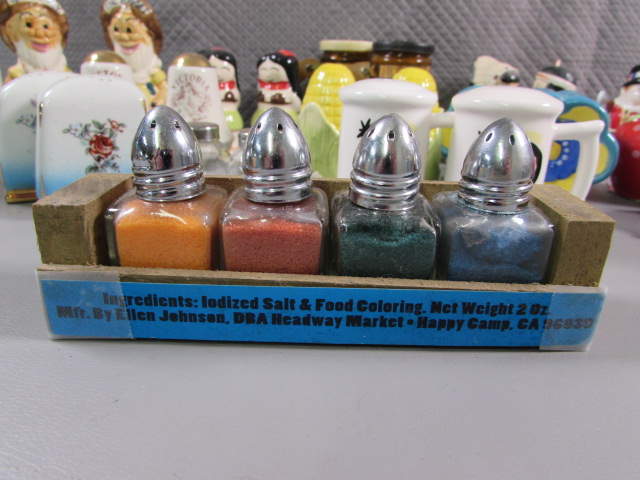 Ingredients: Iodized Salt & Food Coloring. Net Weight 2 Oz.
Mfr. By Ellen Johnson, DBA Headway Market • Happy Camp, CA 96039